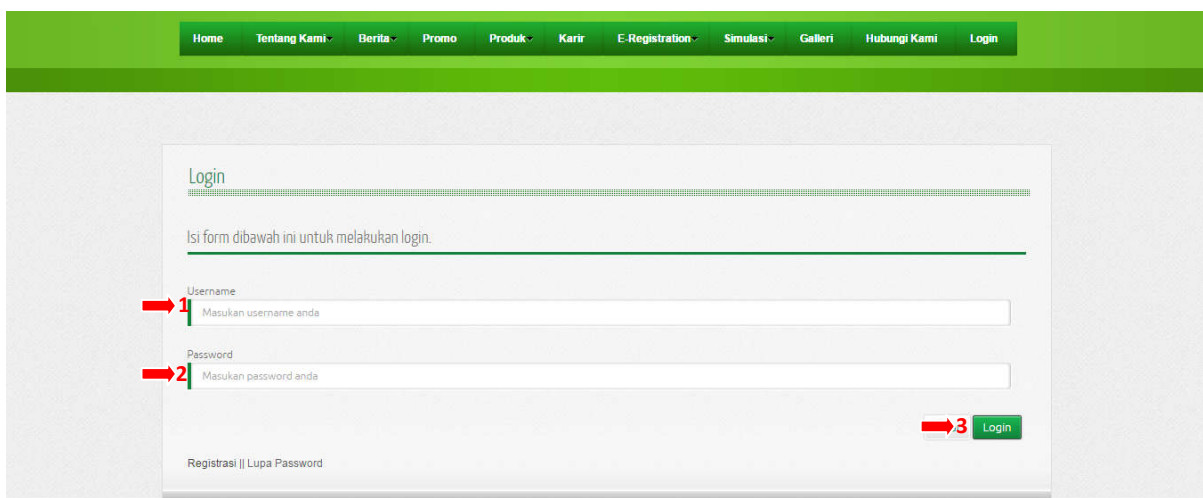 Home Tentang Kami Berita Promo Produk Karir E-Registration Simulasi Galleri Hubungi Kami Login
Login
Isi form dibawah ini untuk melakukan login.
Username
1 Masukan username anda
Password
2 Masukan password anda
3 Login
Registrasi || Lupa Password